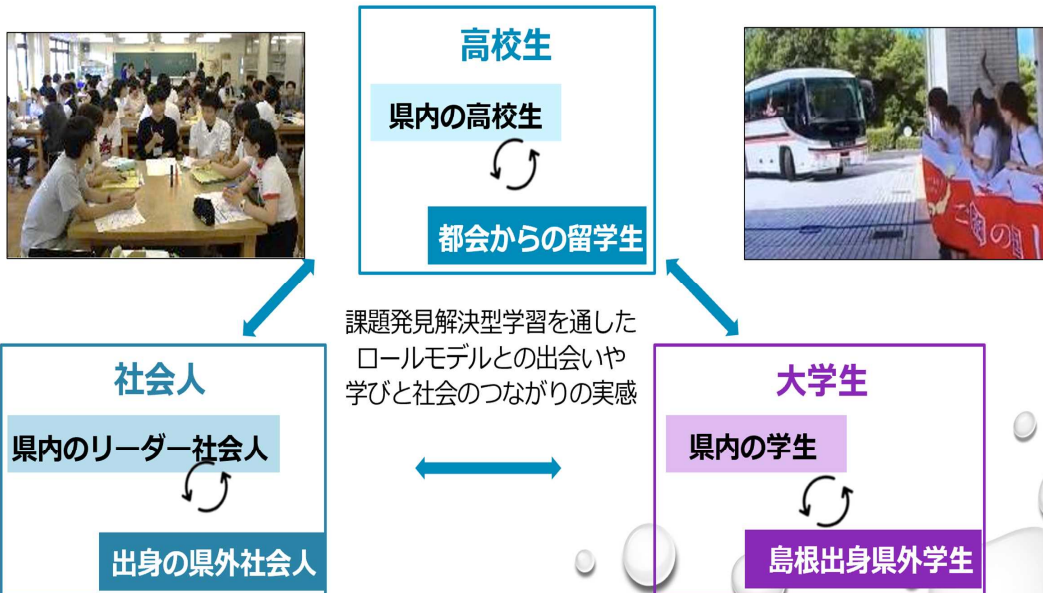 高校生
県内の高校生
都会からの留学生
課題発見解決型学習を通した
ロールモデルとの出会いや
学びと社会のつながりの実感
社会人
県内のリーダー社会人
出身の県外社会人
大学生
県内の学生
島根出身県外学生